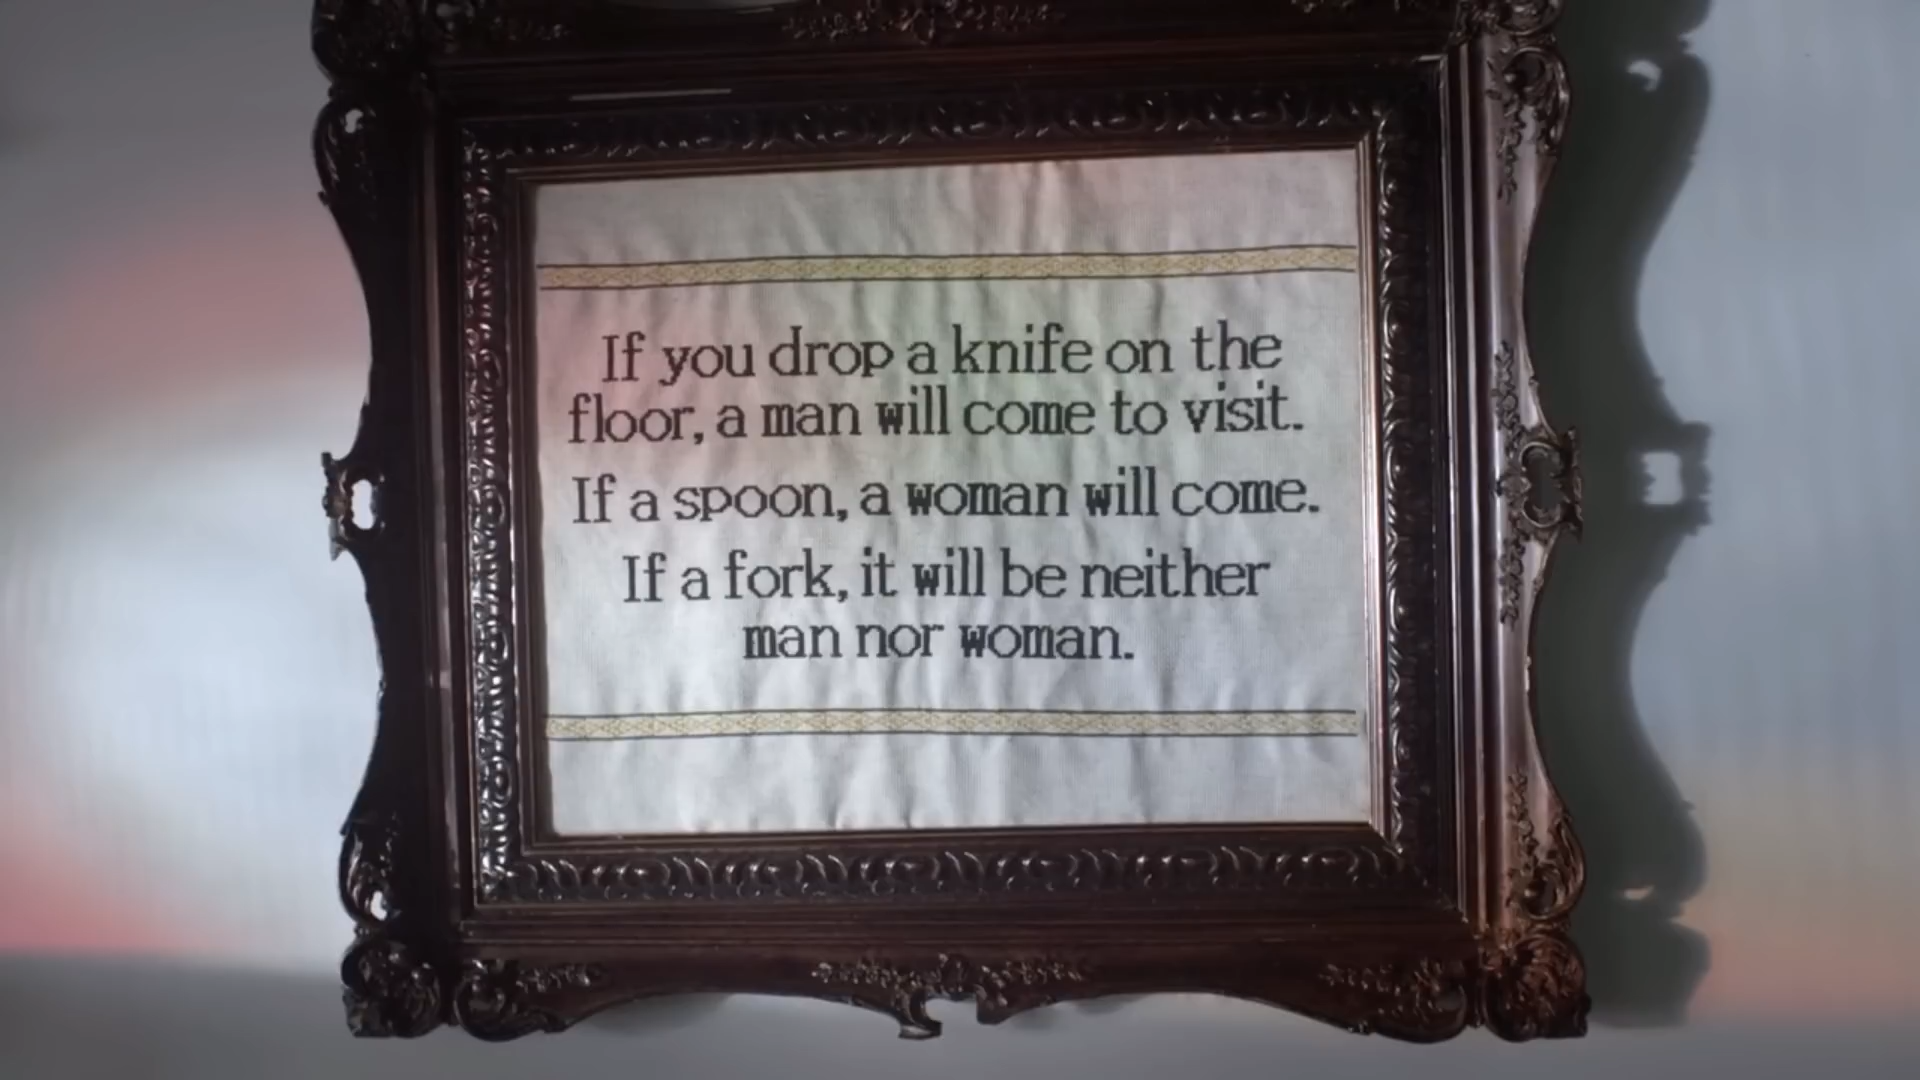 If you drop a knife on the
floor, a man will come to visit.
If a spoon, a woman will come.
If a fork, it will be neither
man nor woman.